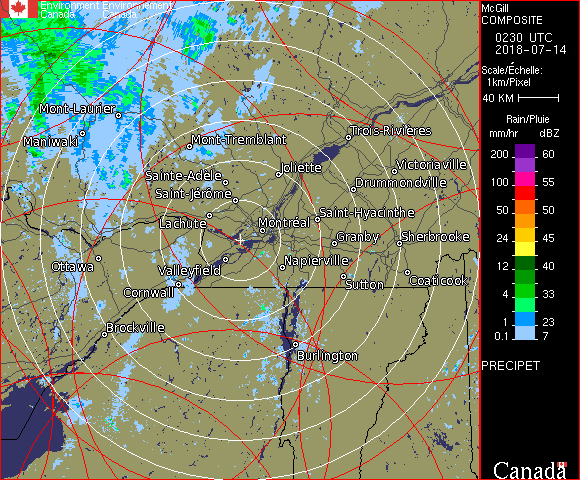 Environment Environnement
Canada Canada
McGill
COMPOSITE
0230 UTC
2018-07-14
Scale/Échelle:
1km/Pixel
40 KM
Rain/Pluie
mm/hr dBZ
200 60
100 55
50 50
24 45
12 40
4 33
1 23
0.1 7
PRECIPET
Canada
Mont-Laurier
Maniwaki
Mont-Tremblant
Trois-Rivières
Sainte-Adèle
Joliette
Victoriaville
Saint-Jérôme
Drummondville
Lachute
Montréal
Saint-Hyacinthe
Granby
Sherbrooke
Ottawa
Valleyfield
Napierville
Cornwall
Sutton
Coaticook
Brockville
Burlington